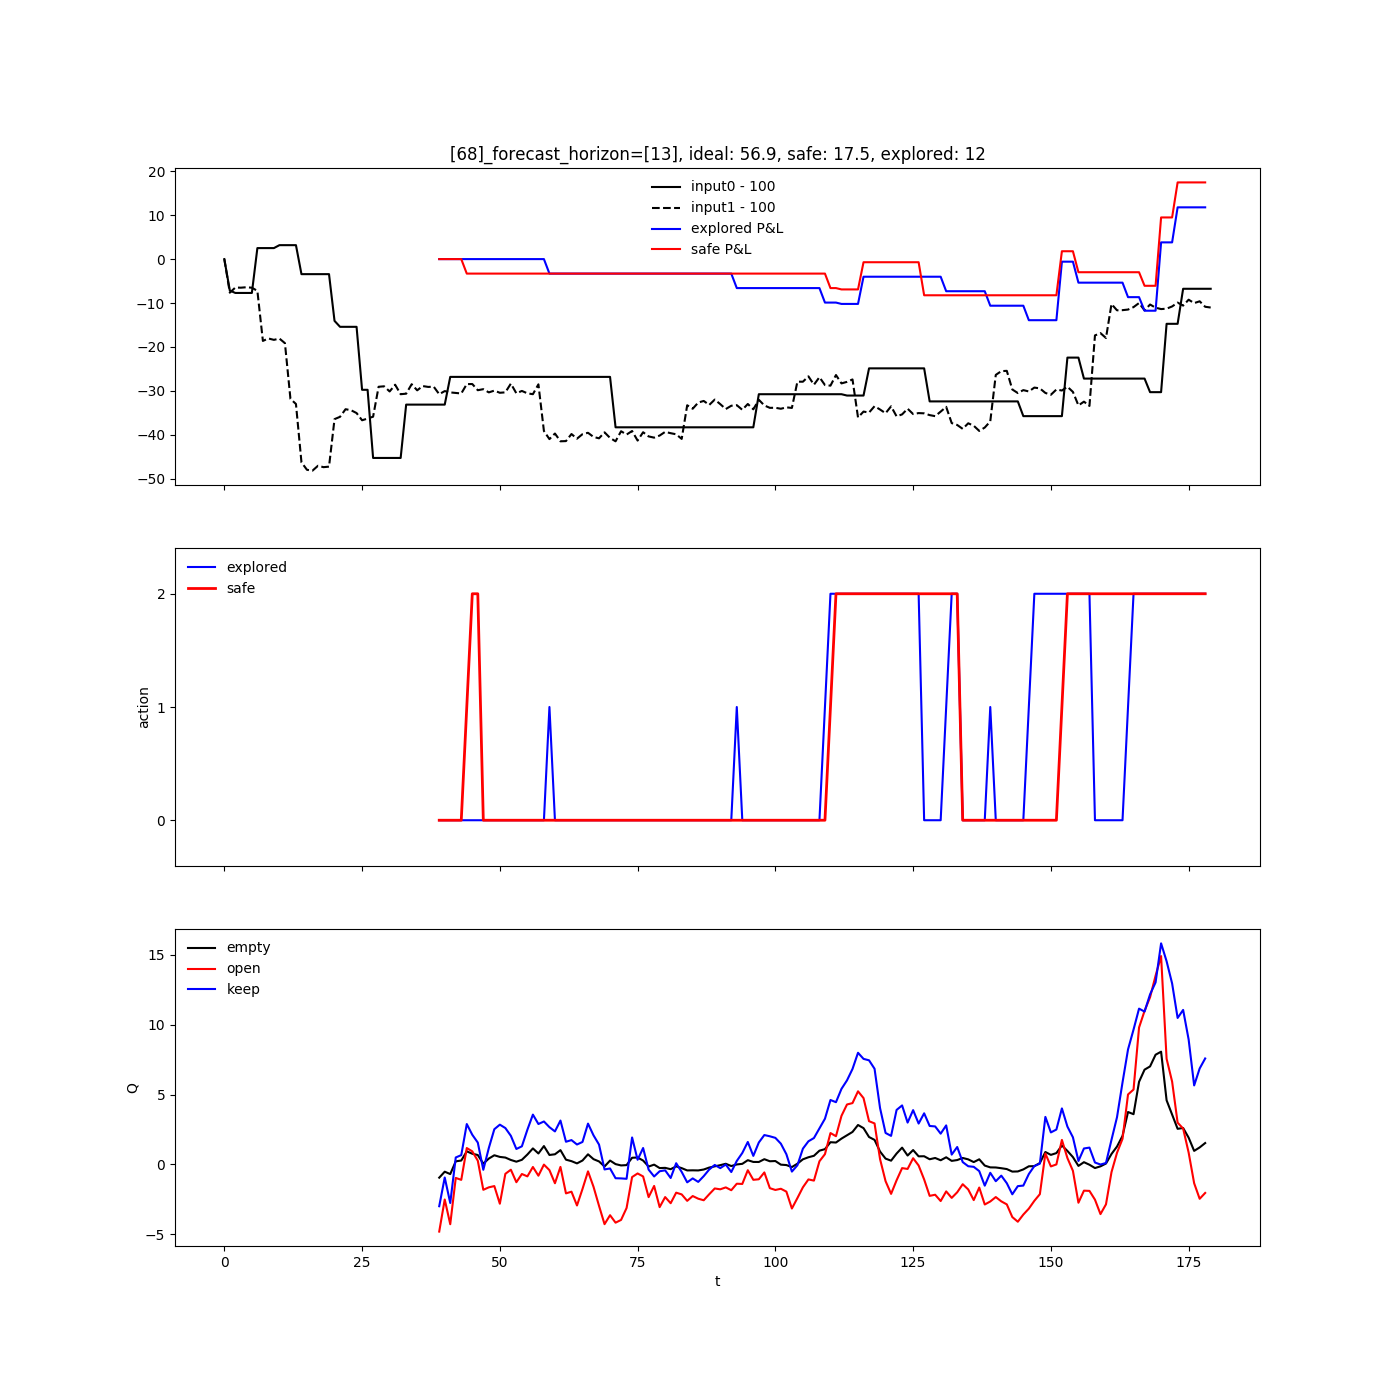 [68]_forecast_horizon=[13], ideal: 56.9, safe: 17.5, explored: 12
20
10
0
−10
−20
−30
−40
−50
input0 - 100
input1 - 100
explored P&L
safe P&L
explored
safe
2
1
0
action
empty
open
keep
15
10
5
0
−5
Q
0 25 50 75 100 125 150 175
t